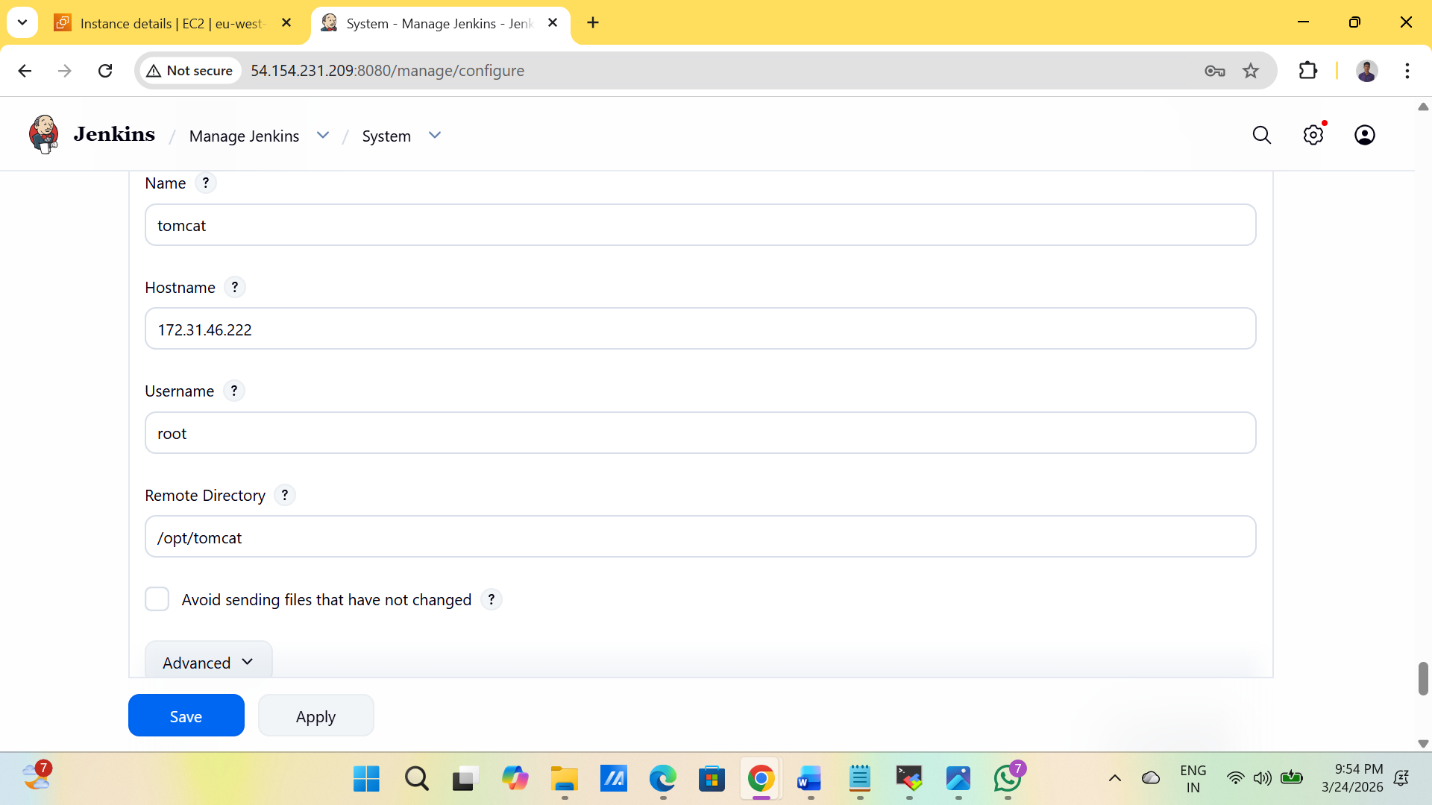 Instance details | EC2 | eu-west-
System - Manage Jenkins - Jenk
Not secure
54.154.231.209:8080/manage/configure
Jenkins / Manage Jenkins / System
Name ?
tomcat
Hostname ?
172.31.46.222
Username ?
root
Remote Directory ?
/opt/tomcat
Avoid sending files that have not changed ?
Advanced
Save
Apply
7
7
ENG
IN
9:54 PM
3/24/2026